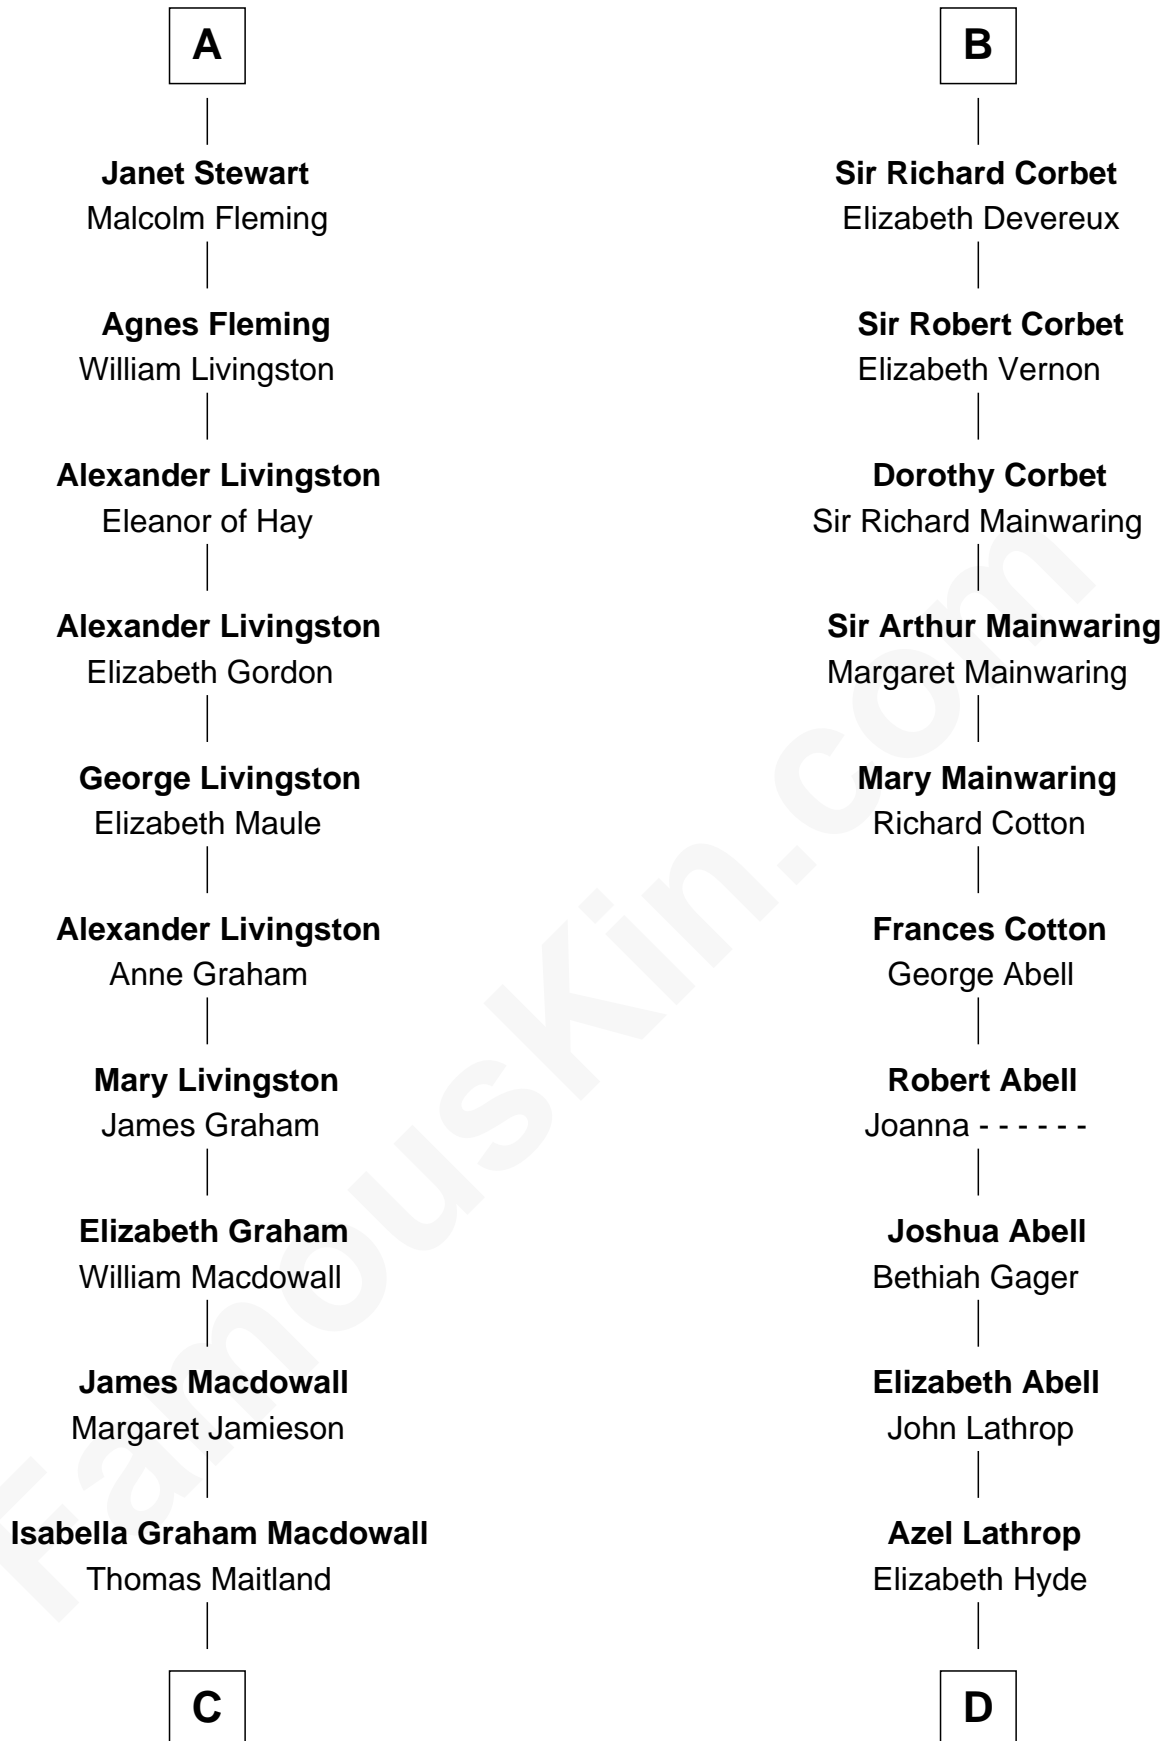 A
Janet Stewart
Malcolm Fleming
Agnes Fleming
William Livingston
Alexander Livingston
Eleanor of Hay
Alexander Livingston
Elizabeth Gordon
George Livingston
Elizabeth Maule
Alexander Livingston
Anne Graham
Mary Livingston
James Graham
Elizabeth Graham
William Macdowall
James Macdowall
Margaret Jamieson
Isabella Graham Macdowall
Thomas Maitland
C
B
Sir Richard Corbet
Elizabeth Devereux
Sir Robert Corbet
Elizabeth Vernon
Dorothy Corbet
Sir Richard Mainwaring
Sir Arthur Mainwaring
Margaret Mainwaring
Mary Mainwaring
Richard Cotton
Frances Cotton
George Abell
Robert Abell
Joanna - - - - - -
Joshua Abell
Bethiah Gager
Elizabeth Abell
John Lathrop
Azel Lathrop
Elizabeth Hyde
D
FamousKin.com